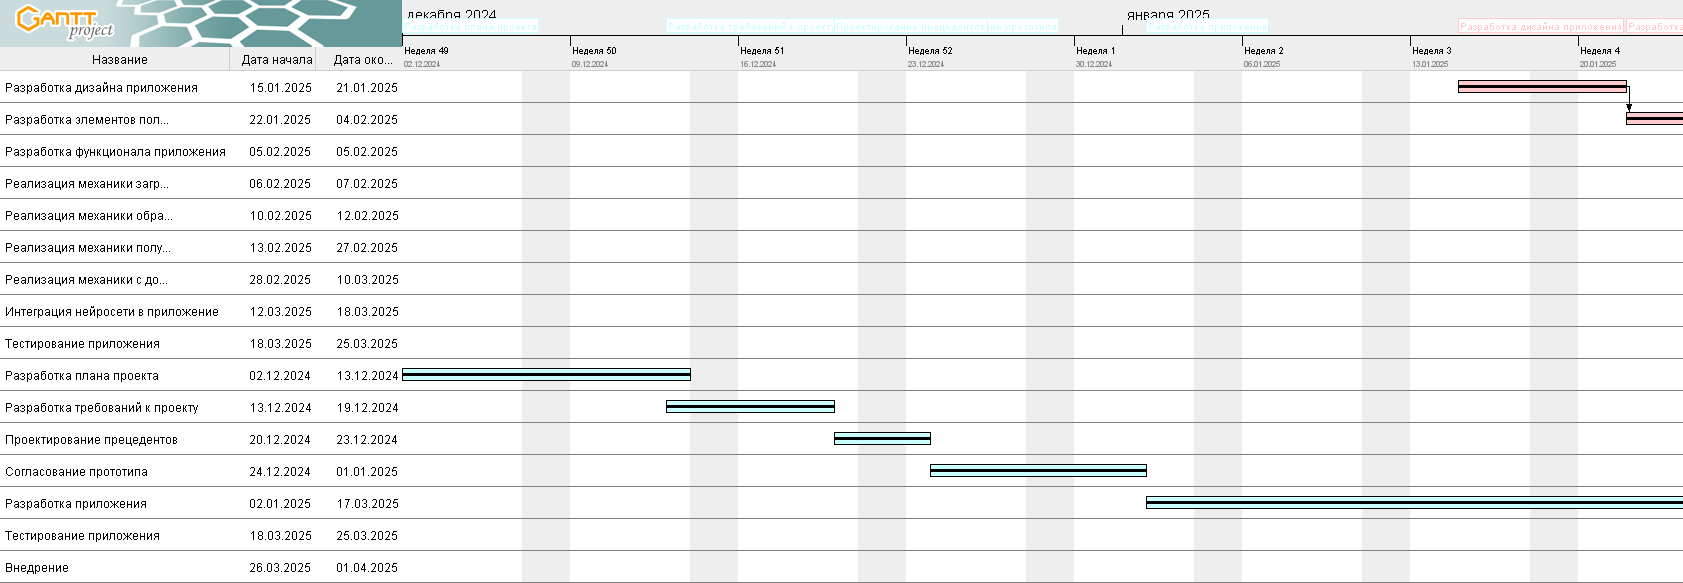 GANTT
project
декабря 2024
января 2025
Разработка плана проекта
Разработка требований к проекту
Проектирование прецедентов
Разработка приложения
Разработка дизайна приложения
Разработка
Неделя 49
Неделя 50
Неделя 51
Неделя 52
Неделя 1
Неделя 2
Неделя 3
Неделя 4
02.12.2024
09.12.2024
16.12.2024
23.12.2024
30.12.2024
06.01.2025
13.01.2025
20.01.2025
Название Дата начала Дата око...
Разработка дизайна приложения 15.01.2025 21.01.2025
Разработка элементов пол... 22.01.2025 04.02.2025
Разработка функционала приложения 05.02.2025 05.02.2025
Реализация механики загр... 06.02.2025 07.02.2025
Реализация механики обра... 10.02.2025 12.02.2025
Реализация механики полу... 13.02.2025 27.02.2025
Реализация механики с до... 28.02.2025 10.03.2025
Интеграция нейросети в приложение 12.03.2025 18.03.2025
Тестирование приложения 18.03.2025 25.03.2025
Разработка плана проекта 02.12.2024 13.12.2024
Разработка требований к проекту 13.12.2024 19.12.2024
Проектирование прецедентов 20.12.2024 23.12.2024
Согласование прототипа 24.12.2024 01.01.2025
Разработка приложения 02.01.2025 17.03.2025
Тестирование приложения 18.03.2025 25.03.2025
Внедрение 26.03.2025 01.04.2025